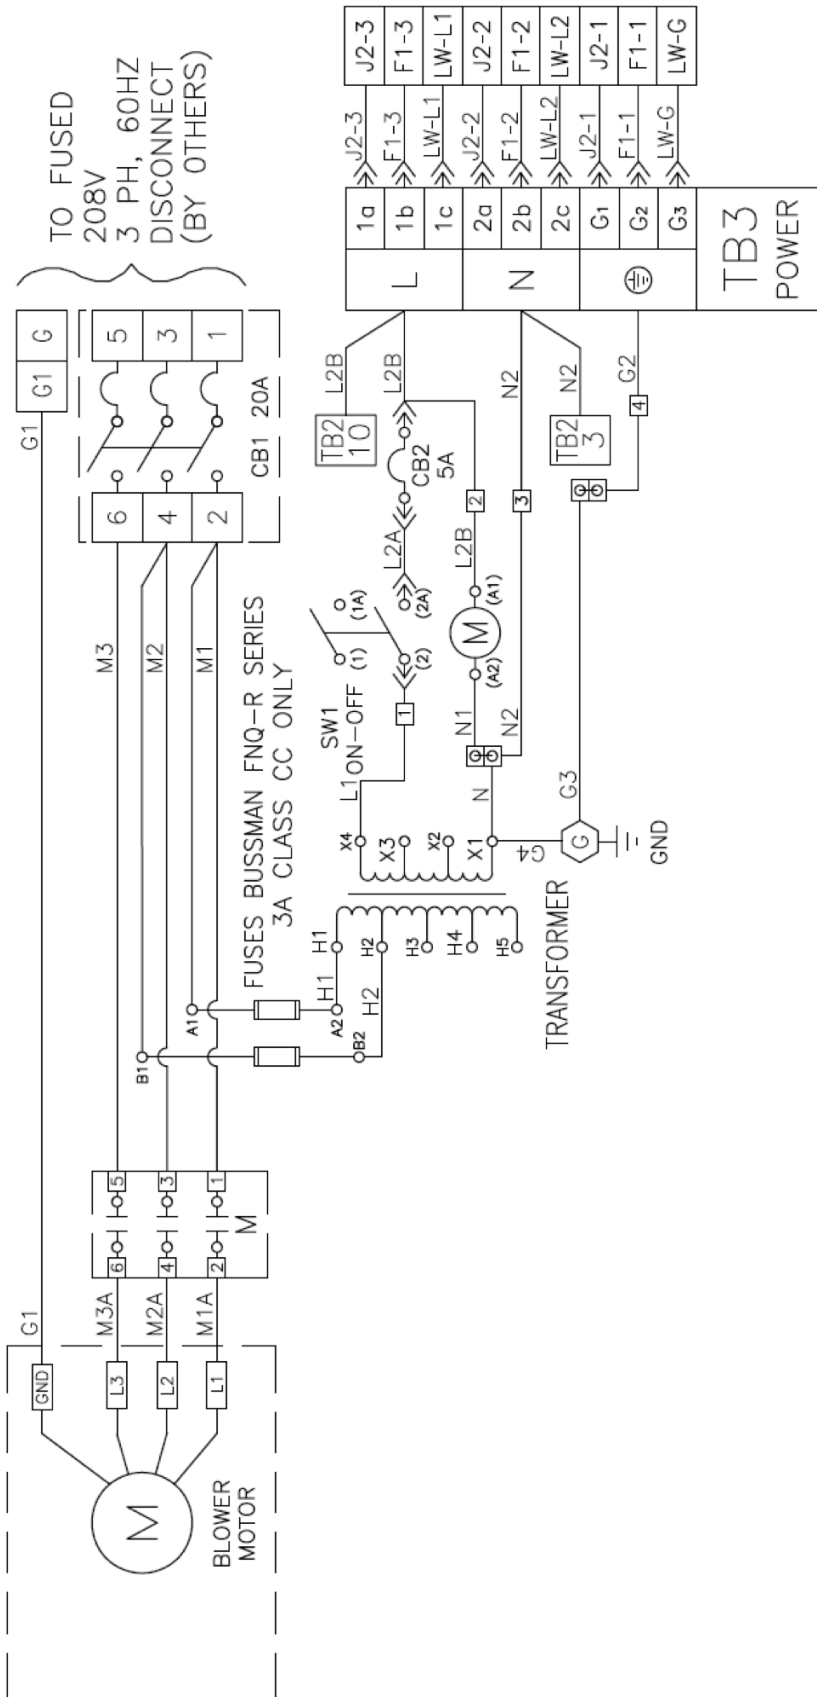 TO FUSED
208V
3 PH, 60HZ
DISCONNECT
(BY OTHERS)
G
G1
G1
5
3
1
CB1 20A
6
4
2
M3
M2
M1
FUSES BUSSMAN FNQ-R SERIES
3A CLASS CC ONLY
B1
A1
A2
B2
H1
H2
H1
H2
H3
H4
H5
TRANSFORMER
X4
X3
X2
X1
L1
SW1
ON-OFF
(1)
(1A)
(2)
(2A)
1
L2A
CB2
5A
L2B
L2B
TB2
10
2
L2B
(A1)
M
(A2)
N1
N2
N
3
N2
N2
TB2
3
G2
4
G3
G4
G
GND
L
N
1a
1b
1c
2a
2b
2c
G1
G2
G3
TB3
POWER
J2-3
F1-3
LW-L1
J2-2
F1-2
LW-L2
J2-1
F1-1
LW-G
J2-3
F1-3
LW-L1
J2-2
F1-2
LW-L2
J2-1
F1-1
LW-G
5
3
1
M
6
4
2
G1
M3A
M2A
M1A
GND
L3
L2
L1
M
BLOWER
MOTOR